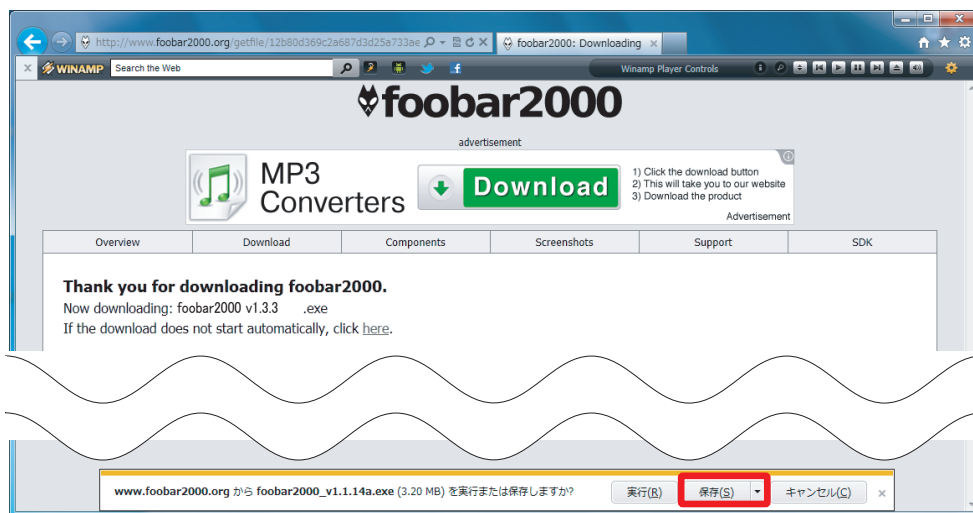 http://www.foobar2000.org/getfile/12b80d369c2a687d3d25a733ae
foobar2000: Downloading
WINAMP Search the Web Winamp Player Controls
foobar2000
advertisement
MP3
Converters
Download
1) Click the download button
2) This will take you to our website
3) Download the product
Advertisement
Overview Download Components Screenshots Support SDK
Thank you for downloading foobar2000.
Now downloading: foobar2000 v1.3.3 .exe
If the download does not start automatically, click here.
www.foobar2000.org から foobar2000_v1.1.14a.exe (3.20 MB) を実行または保存しますか? 実行(R) 保存(S) キャンセル(C)